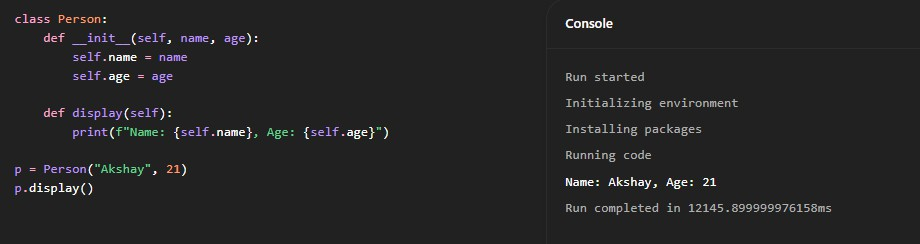 class Person:
    def __init__(self, name, age):
        self.name = name
        self.age = age
    def display(self):
        print(f"Name: {self.name}, Age: {self.age}")
p = Person("Akshay", 21)
p.display()
Console
Run started
Initializing environment
Installing packages
Running code
Name: Akshay, Age: 21
Run completed in 12145.899999976158ms